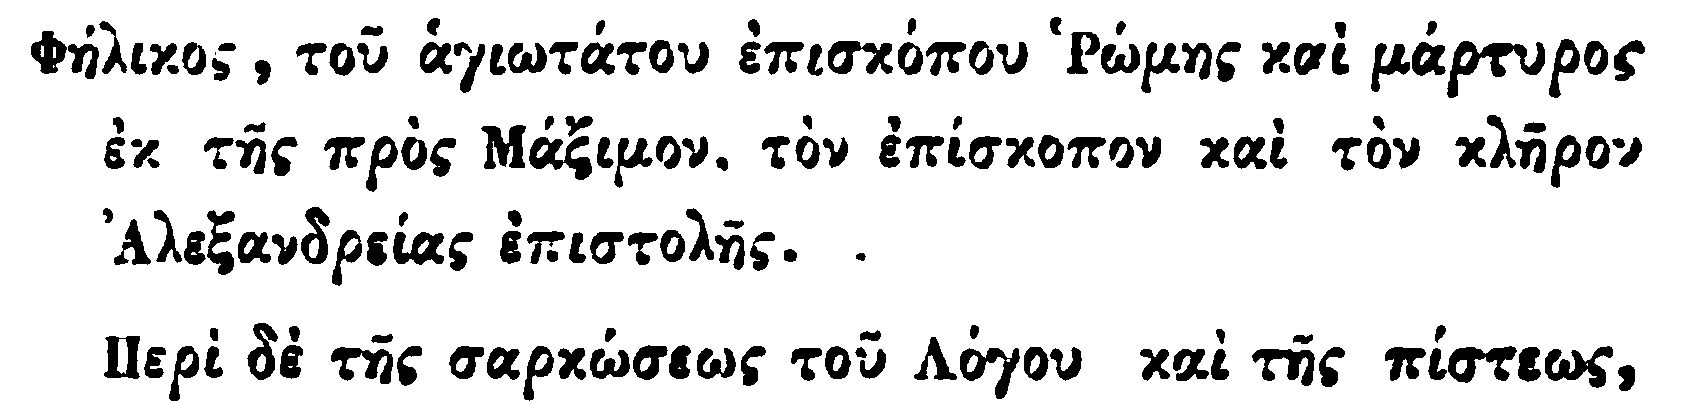 Φήλικος, τοῦ ἁγιωτάτου ἐπισκόπου Ῥώμης καὶ μάρτυρος
ἐκ τῆς πρὸς Μάξιμον. τὸν ἐπίσκοπον καὶ τὸν κλῆρον
Ἀλεξανδρείας ἐπιστολῆς. .
Περὶ δὲ τῆς σαρκώσεως τοῦ Λόγου καὶ τῆς πίστεως,